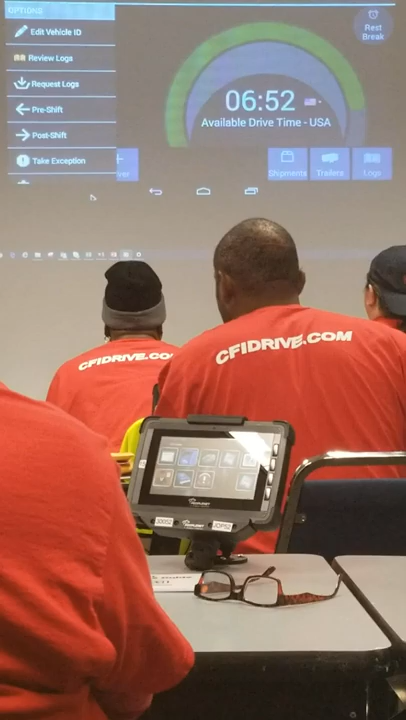 OPTIONS
Edit Vehicle ID
Review Logs
Request Logs
Pre-Shift
Post-Shift
Take Exception
06:52
Available Drive Time - USA
Rest
Break
Shipments
Trailers
Logs
CFIDRIVE.CO
CFIDRIVE.COM